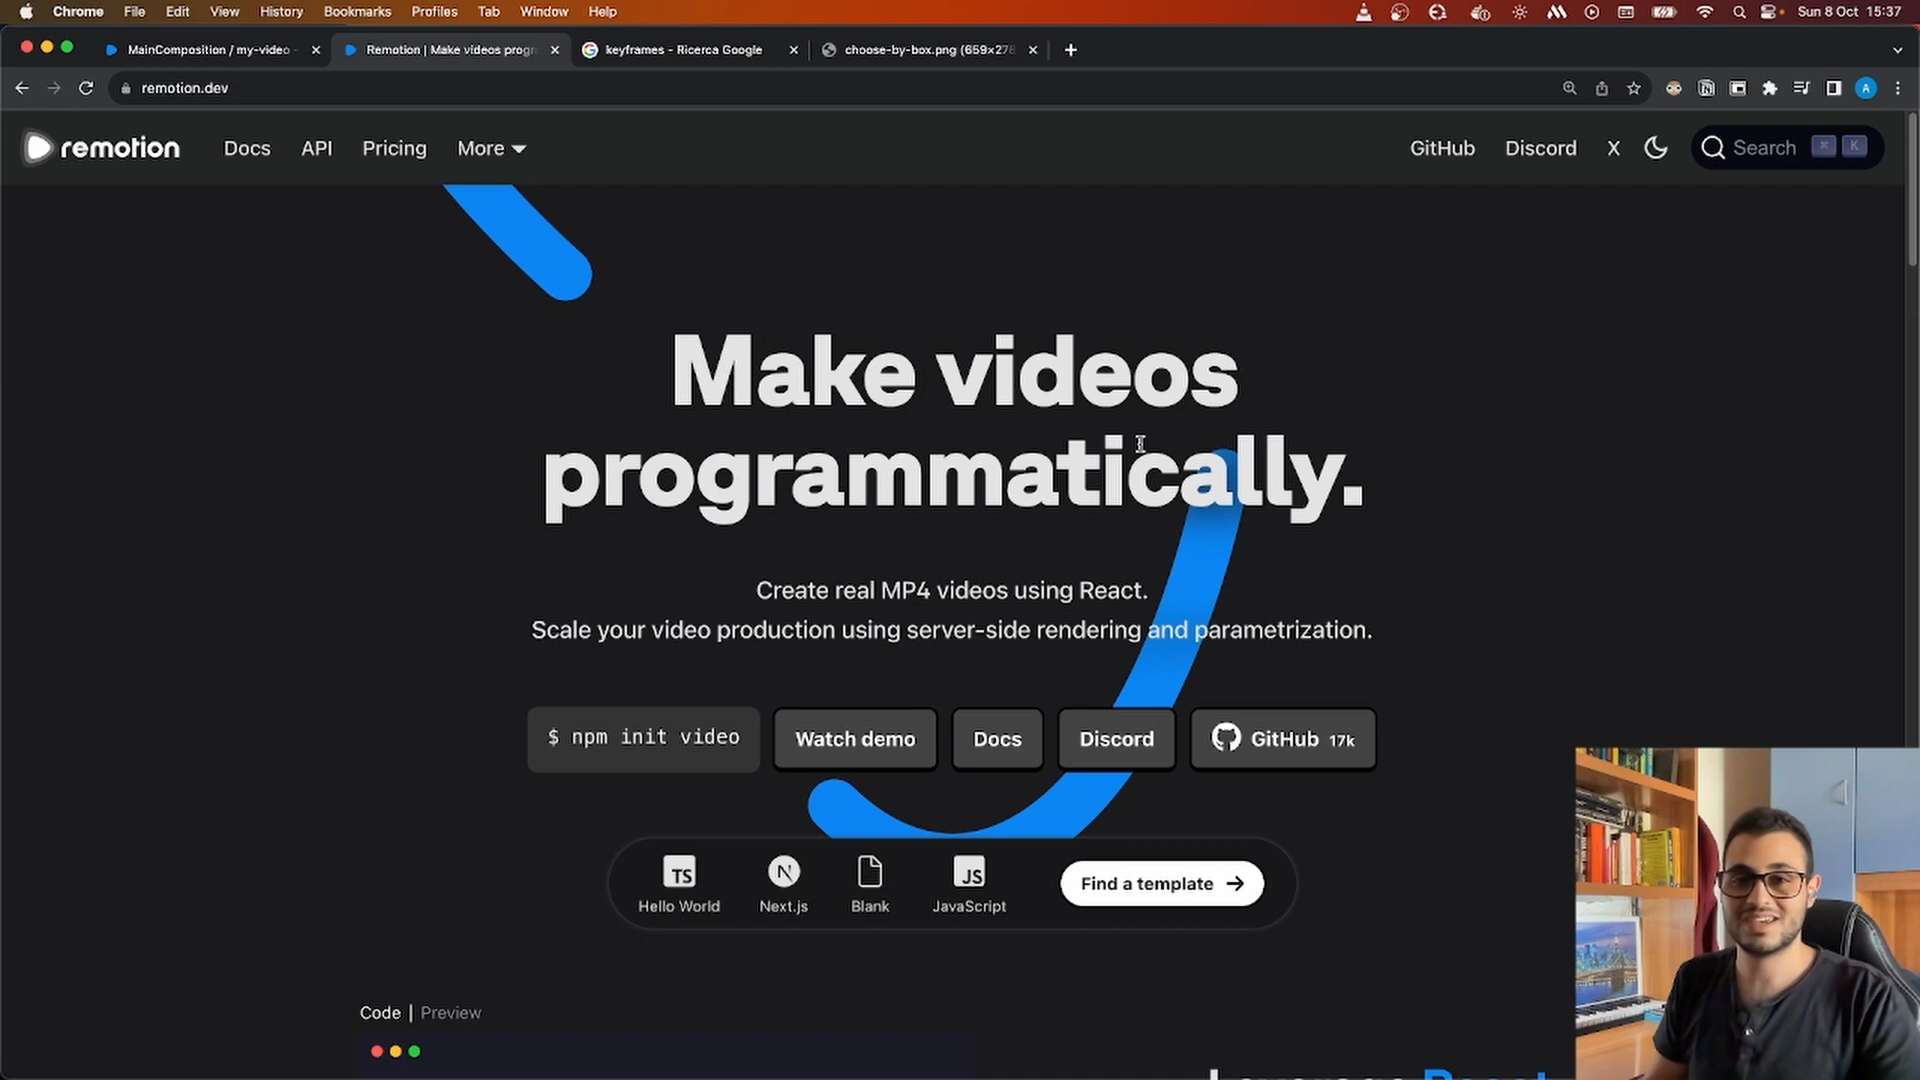 Chrome File Edit View History Bookmarks Profiles Tab Window Help Sun 8 Oct 15:37
MainComposition / my-video - Remotion | Make videos progr keyframes - Ricerca Google choose-by-box.png (659×278
remotion.dev A
remotion Docs API Pricing More GitHub Discord X Search ⌘ K
Make videos
programmatically.
Create real MP4 videos using React.
Scale your video production using server-side rendering and parametrization.
$ npm init video Watch demo Docs Discord GitHub 17k
TS N JS
Hello World Next.js Blank JavaScript Find a template →
Code | Preview